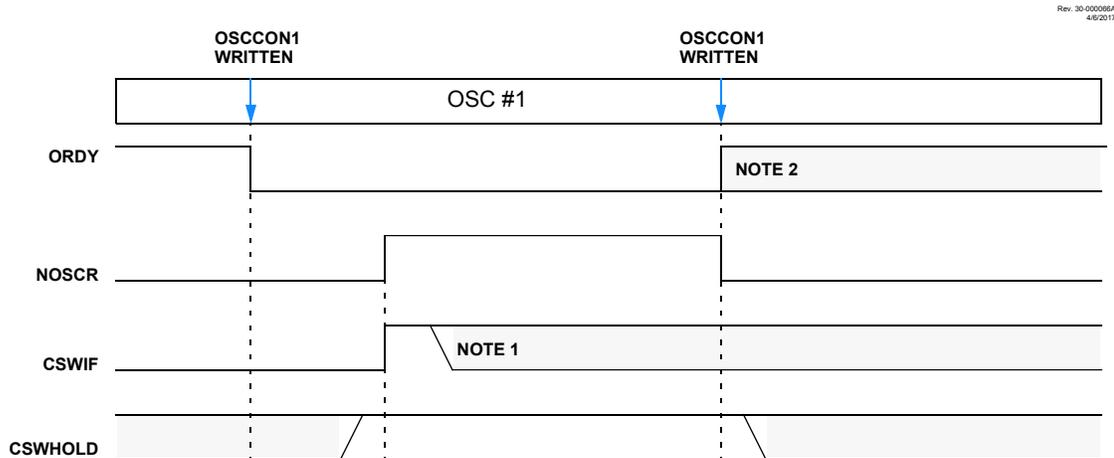 Rev. 30-000066A
4/6/2017
OSCCON1
WRITTEN
OSCCON1
WRITTEN
OSC #1
ORDY
NOTE 2
NOSCR
CSWIF
NOTE 1
CSWHOLD